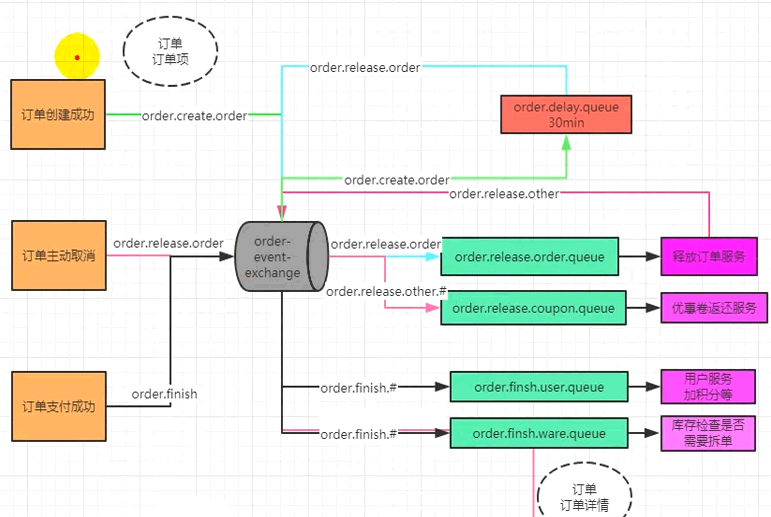 订单
订单项
order.release.order
订单创建成功
order.create.order
order.delay.queue
30min
order.create.order
order.release.other
订单主动取消
order.release.order
order-
event-
exchange
order.release.order
order.release.order.queue
释放订单服务
order.release.other.#
order.release.coupon.queue
优惠卷返还服务
订单支付成功
order.finish
order.finish.#
order.finsh.user.queue
用户服务
加积分等
order.finish.#
order.finsh.ware.queue
库存检查是否
需要拆单
订单
订单详情